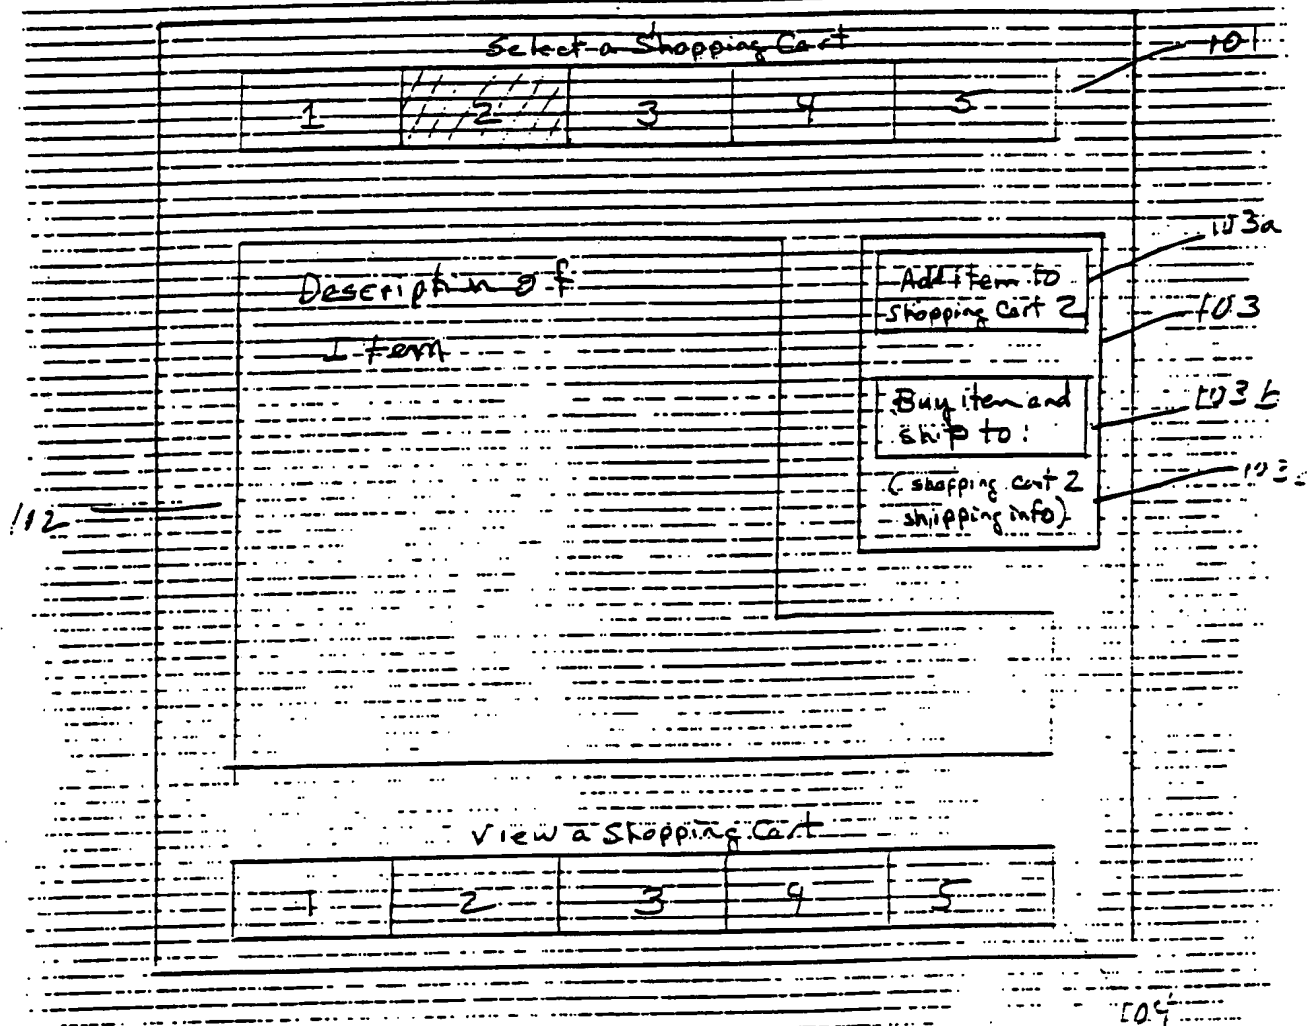 Select a Shopping Cart
101
1 2 3 4 5
103a
Description of
Item
Add item to
Shopping Cart 2
103
Buy item and
ship to:
103b
(shopping cart 2
shipping info)
102
View a Shopping Cart
1 2 3 4 5
104